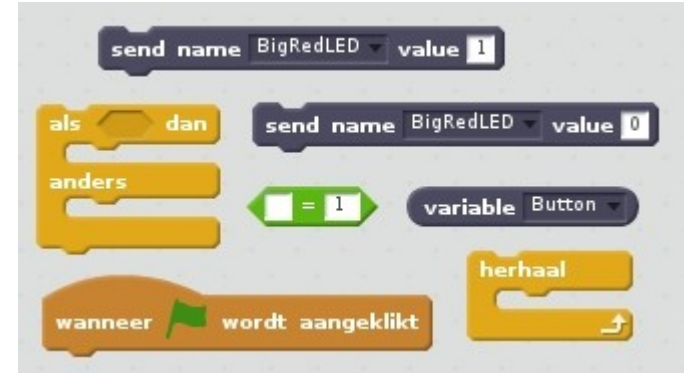 send name BigRedLED value 1
als dan
send name BigRedLED value 0
anders
= 1
variable Button
herhaal
wanneer wordt aangeklikt